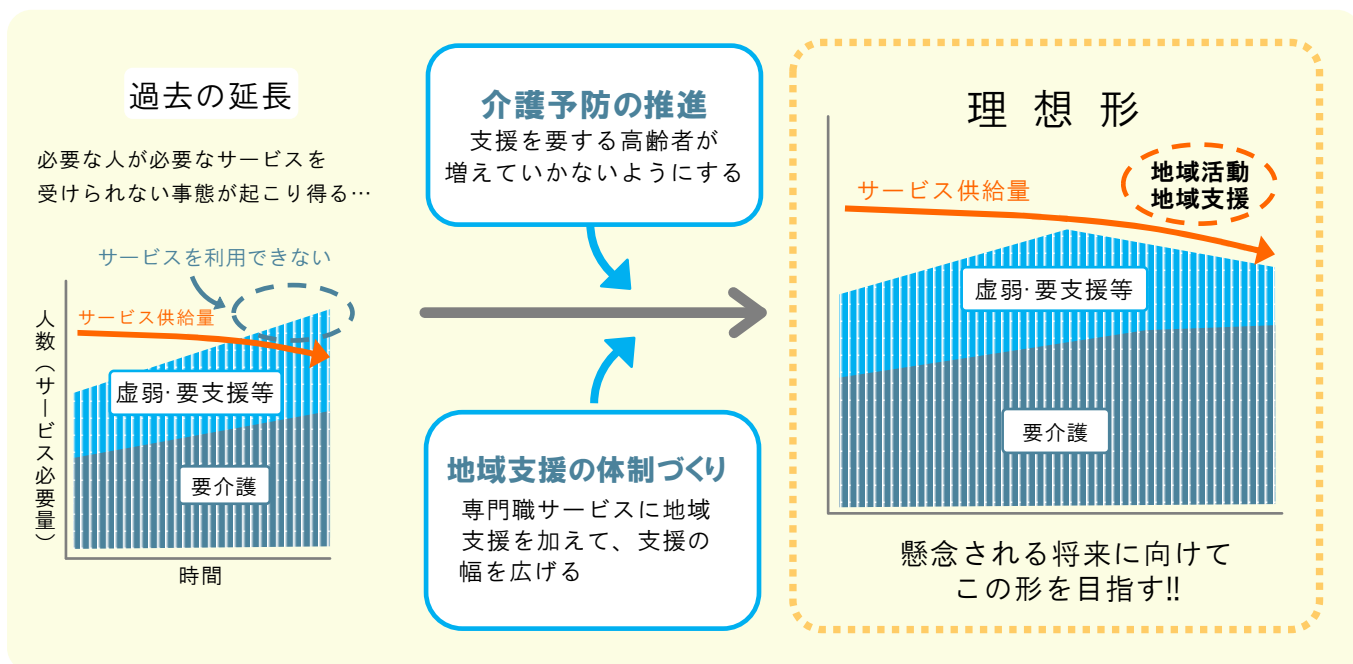 過去の延長
必要な人が必要なサービスを
受けられない事態が起こり得る…
サービスを利用できない
サービス供給量
虚弱·要支援等
要介護
人数（サービス必要量）
時間
介護予防の推進
支援を要する高齢者が
増えていかないようにする
地域支援の体制づくり
専門職サービスに地域
支援を加えて、支援の
幅を広げる
理想形
地域活動
地域支援
サービス供給量
虚弱·要支援等
要介護
懸念される将来に向けて
この形を目指す!!